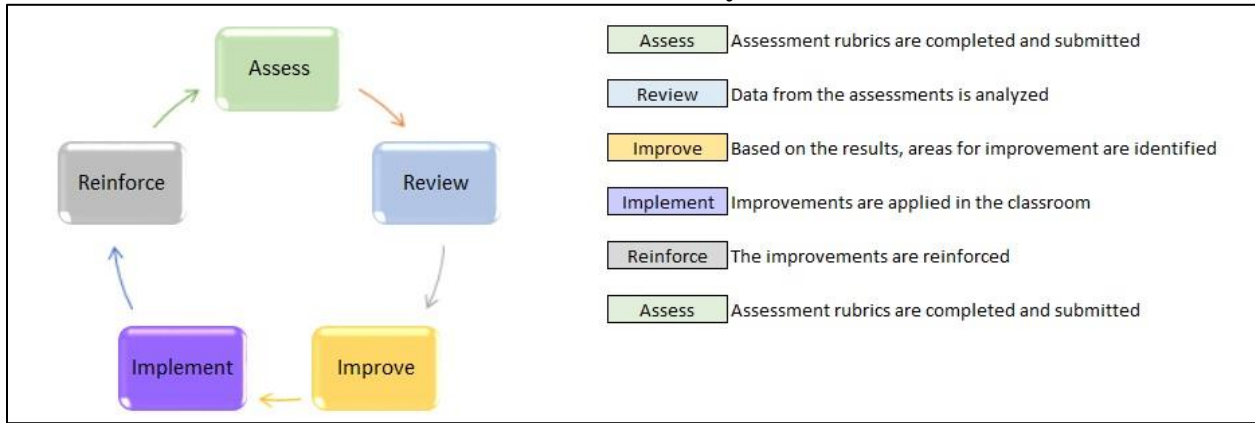 Assess
Review
Improve
Implement
Reinforce
Assess Assessment rubrics are completed and submitted
Review Data from the assessments is analyzed
Improve Based on the results, areas for improvement are identified
Implement Improvements are applied in the classroom
Reinforce The improvements are reinforced
Assess Assessment rubrics are completed and submitted